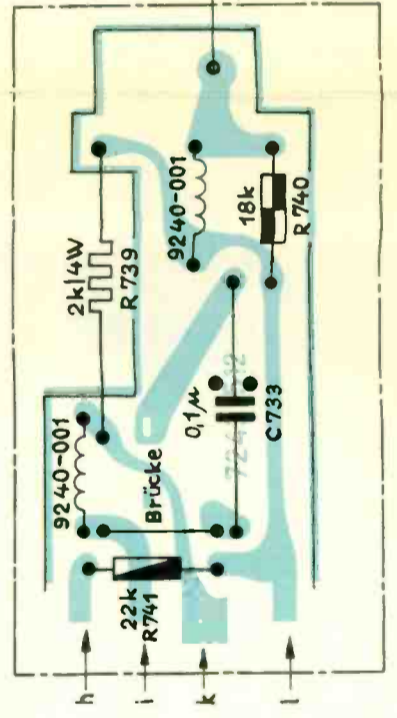 9240-001
2k/4W
R 739
9240-001
18k
R 740
0,1µ
C 733
Brücke
22k
R741
h
i
k
l